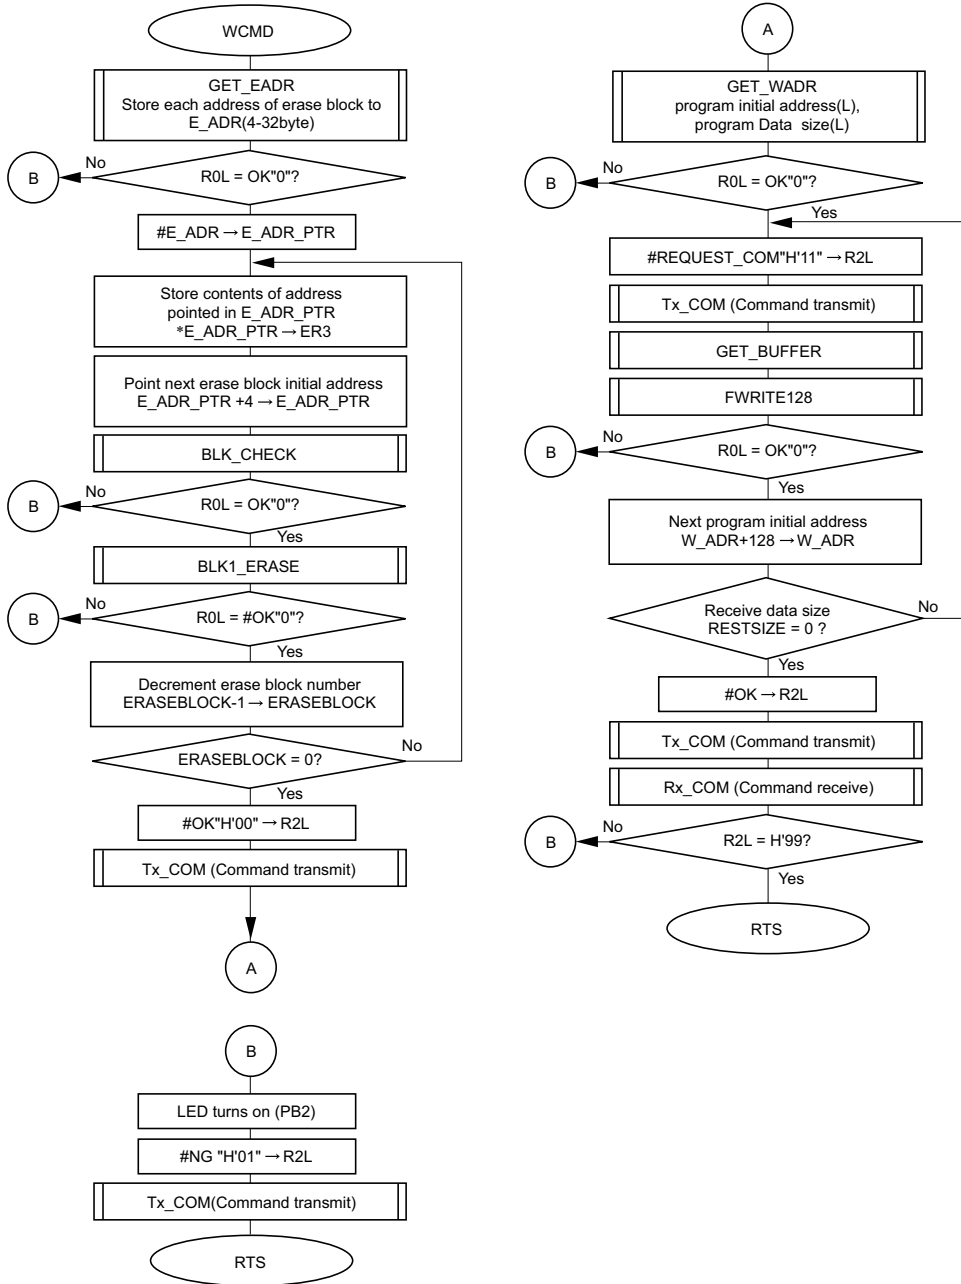 WCMD
GET_EADR
Store each address of erase block to
E_ADR(4-32byte)
No
B
R0L = OK"0"?
#E_ADR → E_ADR_PTR
Store contents of address
pointed in E_ADR_PTR
*E_ADR_PTR → ER3
Point next erase block initial address
E_ADR_PTR +4 → E_ADR_PTR
BLK_CHECK
No
B
R0L = OK"0"?
Yes
BLK1_ERASE
No
B
R0L = #OK"0"?
Yes
Decrement erase block number
ERASEBLOCK-1 → ERASEBLOCK
ERASEBLOCK = 0?
No
Yes
#OK"H'00" → R2L
Tx_COM (Command transmit)
A
B
LED turns on (PB2)
#NG "H'01" → R2L
Tx_COM(Command transmit)
RTS
A
GET_WADR
program initial address(L),
program Data  size(L)
No
B
R0L = OK"0"?
Yes
#REQUEST_COM"H'11" → R2L
Tx_COM (Command transmit)
GET_BUFFER
FWRITE128
No
B
R0L = OK"0"?
Yes
Next program initial address
W_ADR+128 → W_ADR
Receive data size
RESTSIZE = 0 ?
No
Yes
#OK → R2L
Tx_COM (Command transmit)
Rx_COM (Command receive)
No
B
R2L = H'99?
Yes
RTS